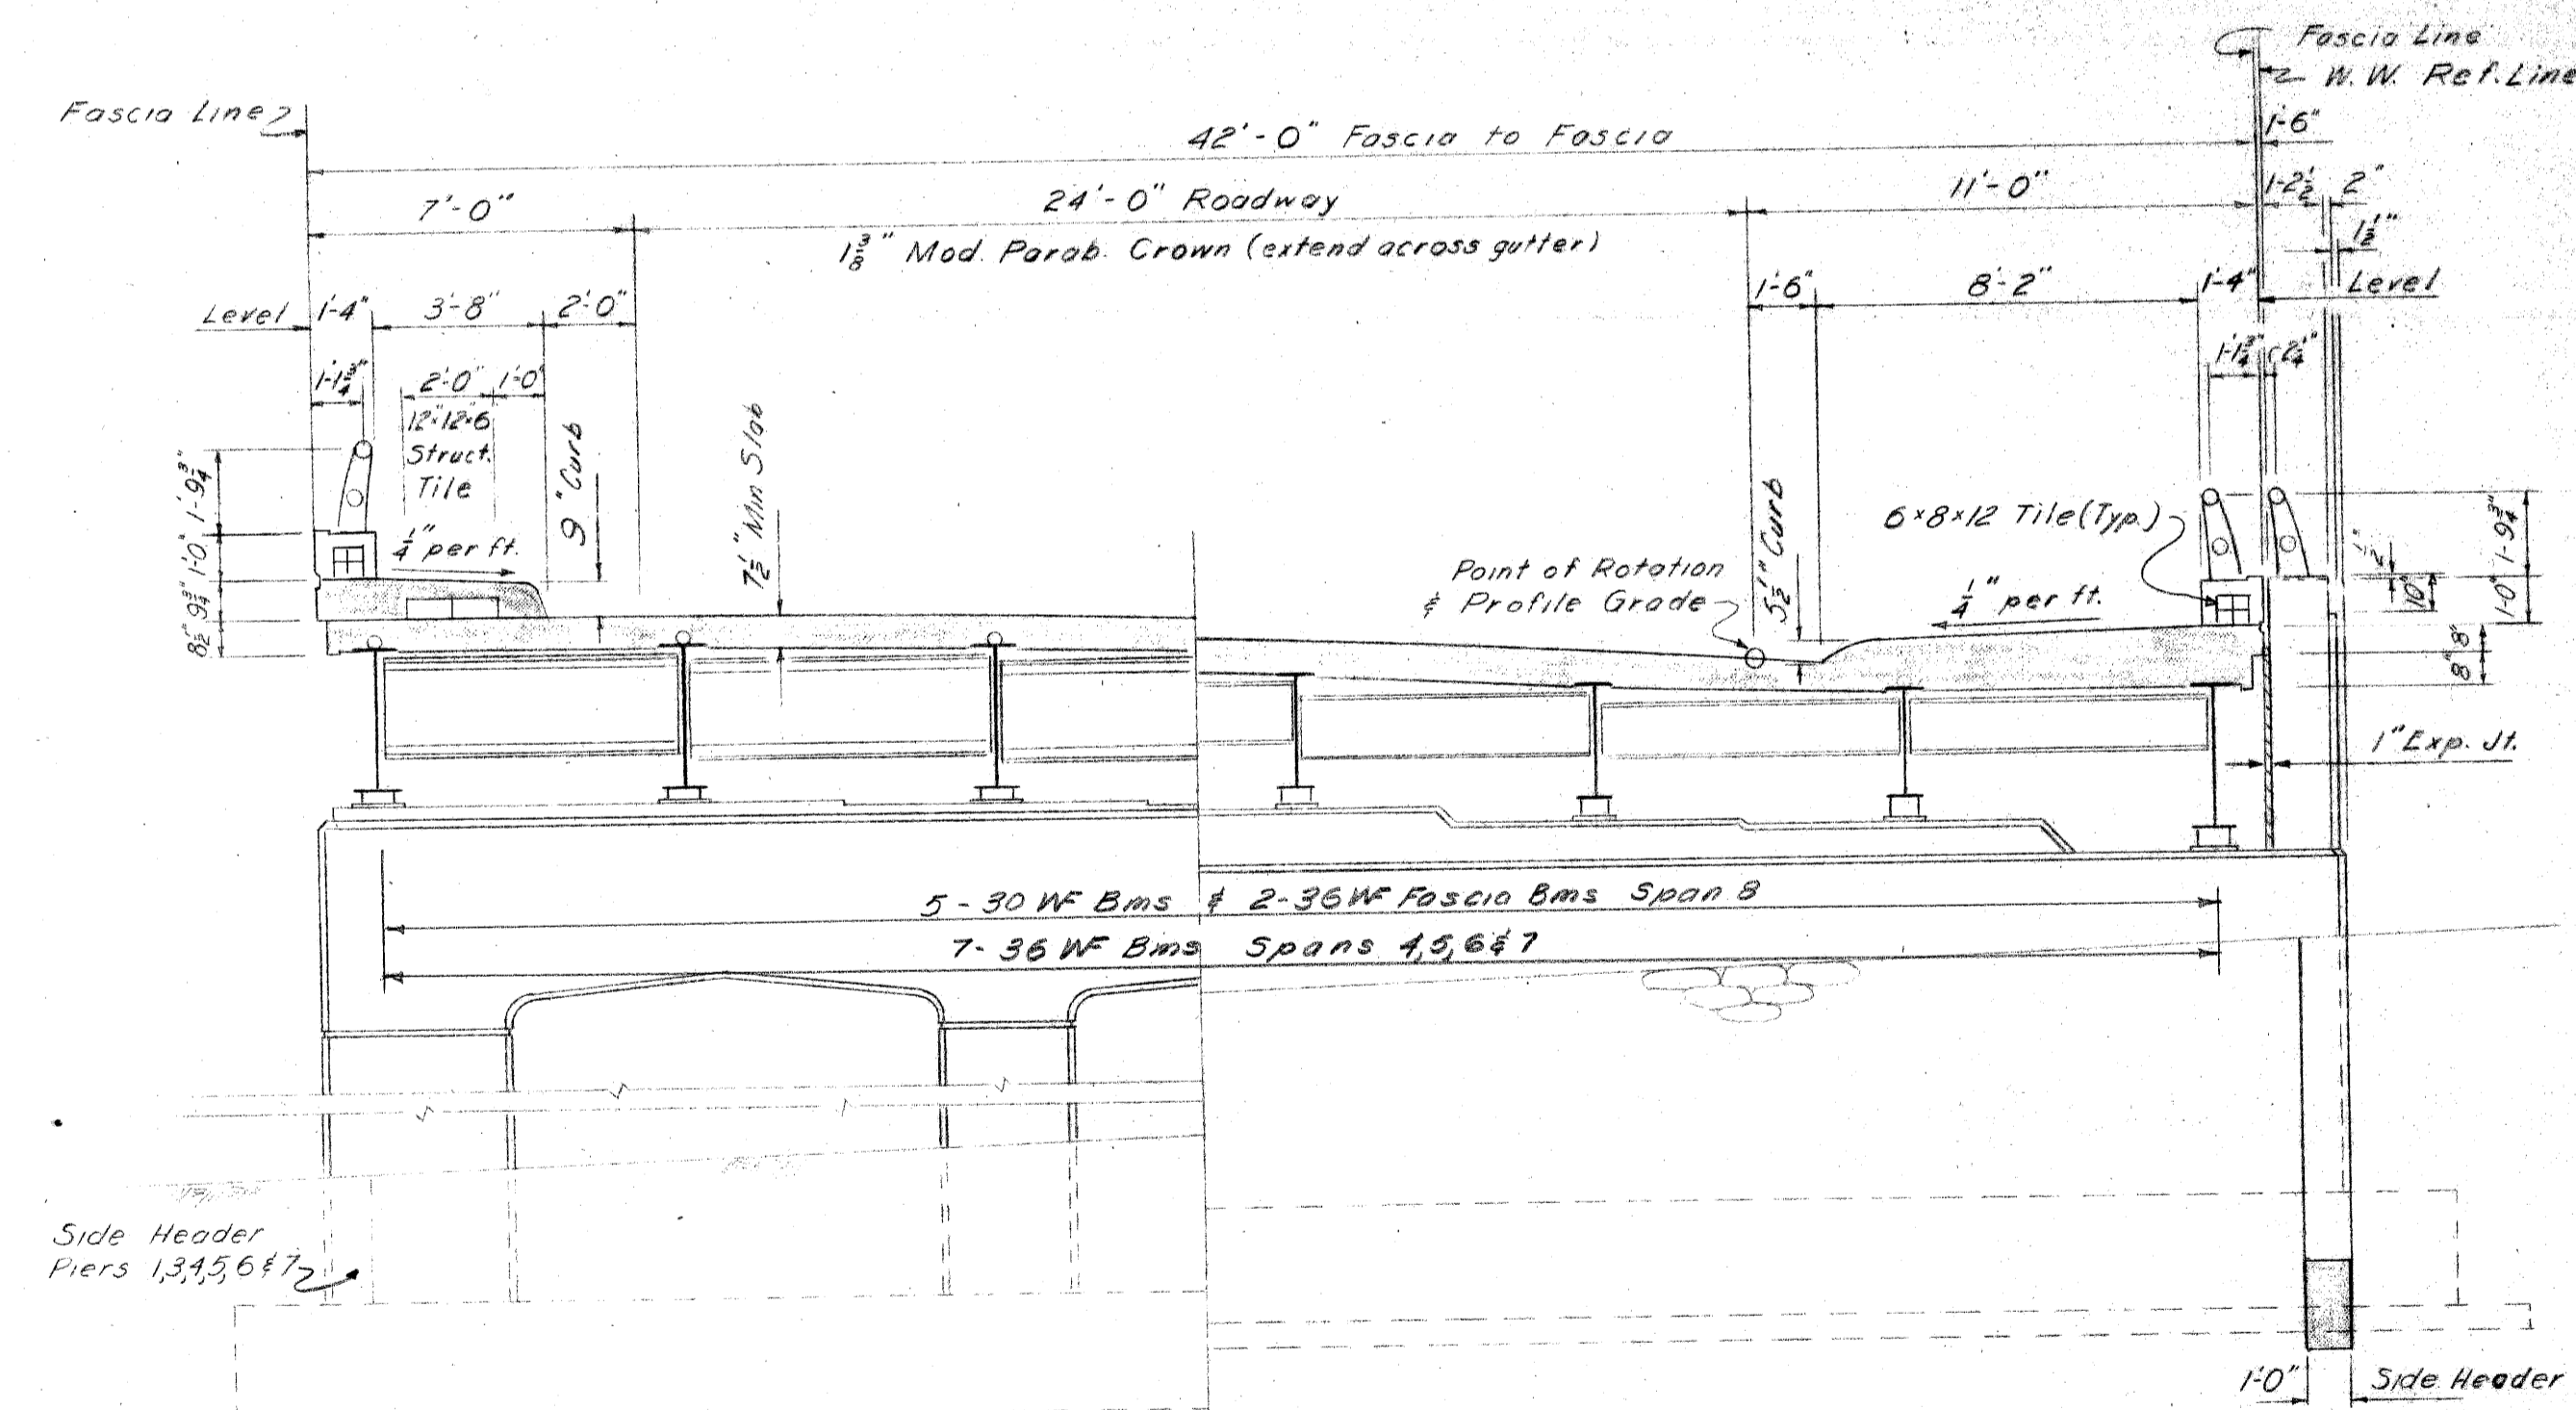 Fascia Line
W. W. Ref. Line
Fascia Line
42'-0" Fascia to Fascia
1'-6"
7'-0"
24'-0" Roadway
11'-0"
1'-2½
2"
1⅜" Mod. Parab. Crown (extend across gutter)
1½"
Level
1'-4"
3'-8"
2'-0"
1'-6"
8'-2"
1'-4"
Level
1'-1¾"
2'-0"
1'-0"
1'-1¾"
2¼"
12"x12"x6
Struct.
Tile
9" Curb
7½" Min Slab
5½" Curb
¼" per ft.
1'-9¾"
1'-0"
9¾"
8½"
Point of Rotation
& Profile Grade
6x8x12 Tile (Typ.)
¼" per ft.
½"
10"
1'-9¾"
1'-0"
8"
8"
1" Exp. Jt.
5-30 WF Bms & 2-36 WF Fascia Bms Span 8
7-36 WF Bms Spans 4,5,6 & 7
Side Header
Piers 1,3,4,5,6 & 7
1'-0"
Side Header